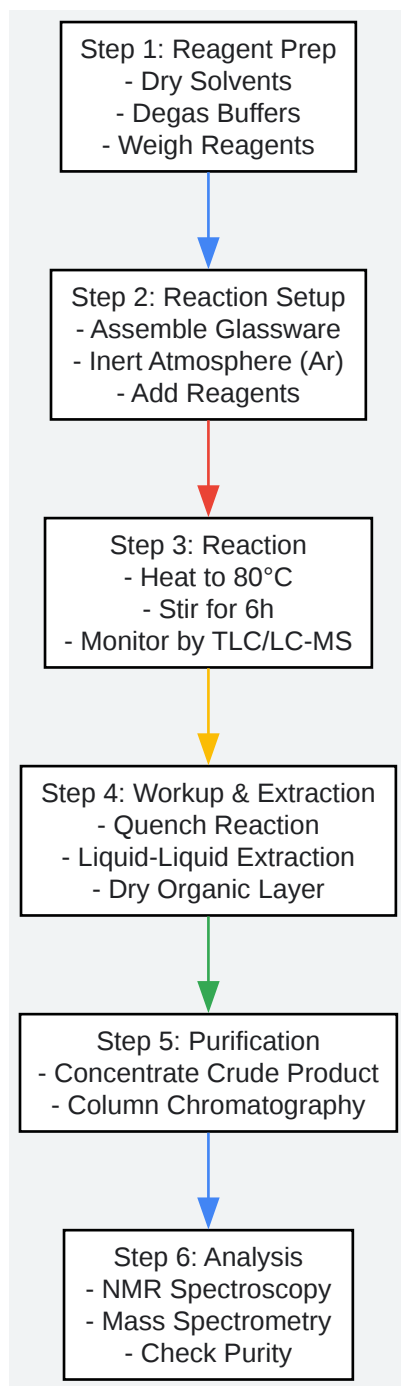 Step 1: Reagent Prep
- Dry Solvents
- Degas Buffers
- Weigh Reagents
Step 2: Reaction Setup
- Assemble Glassware
- Inert Atmosphere (Ar)
- Add Reagents
Step 3: Reaction
- Heat to 80°C
- Stir for 6h
- Monitor by TLC/LC-MS
Step 4: Workup & Extraction
- Quench Reaction
- Liquid-Liquid Extraction
- Dry Organic Layer
Step 5: Purification
- Concentrate Crude Product
- Column Chromatography
Step 6: Analysis
- NMR Spectroscopy
- Mass Spectrometry
- Check Purity